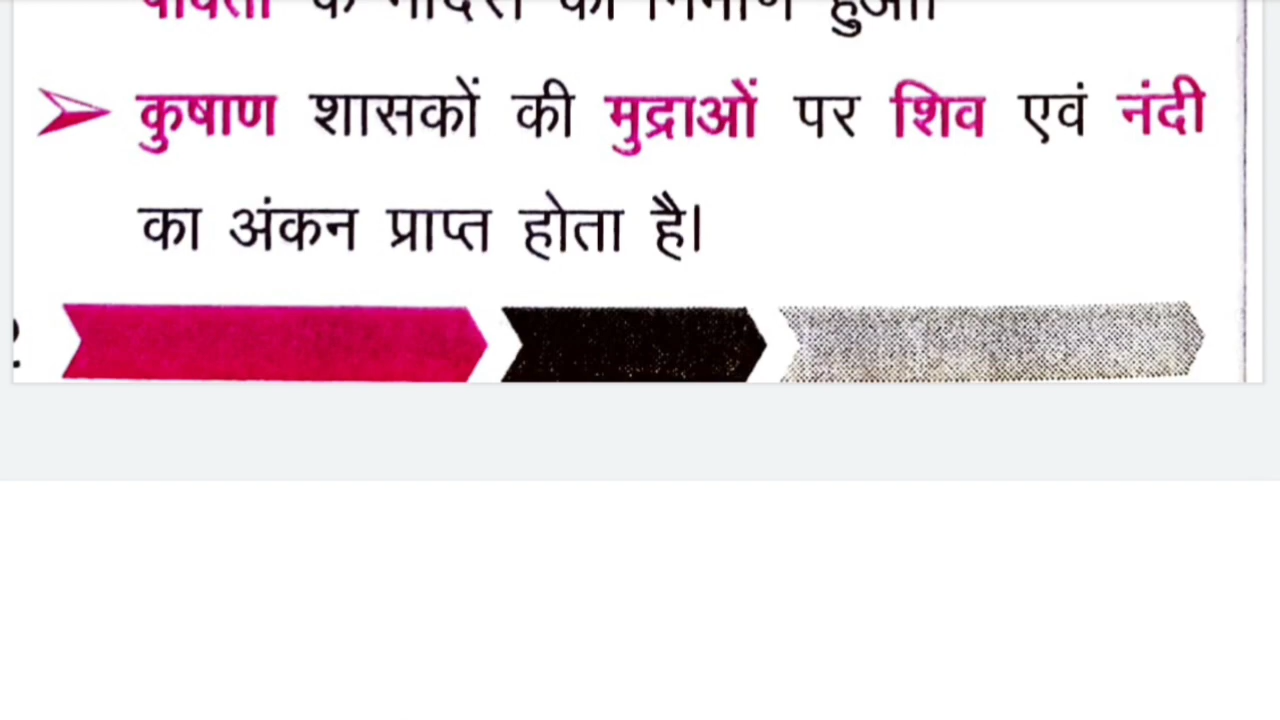 के का निर्माण हुआ।
कुषाण शासकों की मुद्राओं पर शिव एवं नंदी
का अंकन प्राप्त होता है।